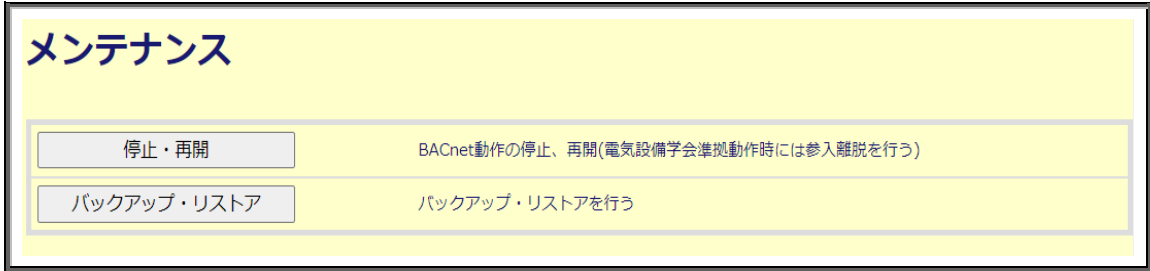 メンテナンス
停止・再開 BACnet動作の停止、再開(電気設備学会準拠動作時には参入離脱を行う)
バックアップ・リストア バックアップ・リストアを行う